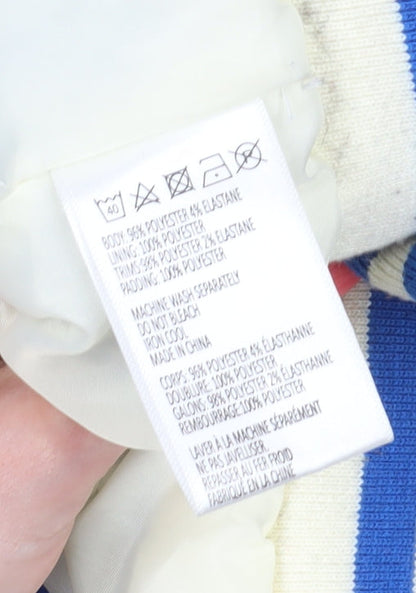 40
BODY: 96% POLYESTER 4% ELASTANE
LINING: 100% POLYESTER
TRIMS: 98% POLYESTER 2% ELASTANE
PADDING: 100% POLYESTER
MACHINE WASH SEPARATELY
DO NOT BLEACH
IRON COOL
MADE IN CHINA
CORPS: 96% POLYESTER 4% ÉLASTHANNE
DOUBLURE: 100% POLYESTER
GALONS: 98% POLYESTER 2% ÉLASTHANNE
REMBOURRAGE: 100% POLYESTER
LAVER À LA MACHINE SÉPARÉMENT
NE PAS JAVELLISER
REPASSER AU FER FROID
FABRIQUÉ EN LA CHINE